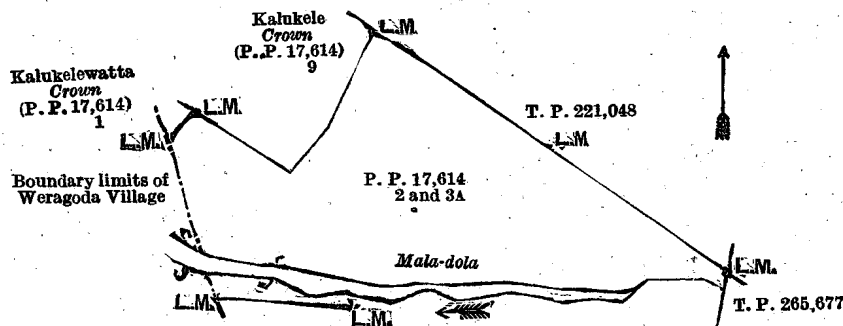 Kalukele
Crown
(P. P. 17,614)
9
L.M.
Kalukelewatta
Crown
(P. P. 17,614)
1
L.M.
L.M.
T. P. 221,048
L.M.
Boundary limits of
Weragoda Village
P. P. 17,614
2 and 3A
Mala-dola
L.M.
L.M.
L.M.
T. P. 265,677